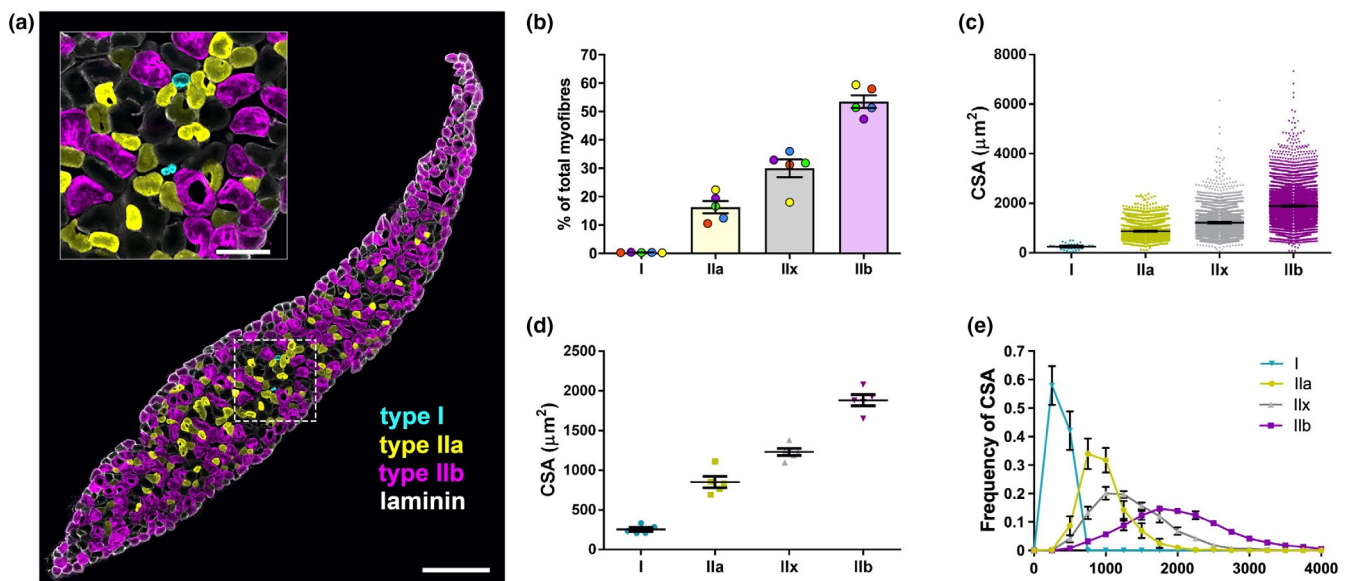 (a)
type I
type IIa
type IIb
laminin
(b)
% of total myofibres
70
60
50
40
30
20
10
0
I IIa IIx IIb
(c)
CSA (μm²)
8000
6000
4000
2000
0
I IIa IIx IIb
(d)
CSA (μm²)
2500
2000
1500
1000
500
0
I IIa IIx IIb
(e)
Frequency of CSA
0.7
0.6
0.5
0.4
0.3
0.2
0.1
0
I
IIa
IIx
IIb
0 1000 2000 3000 4000